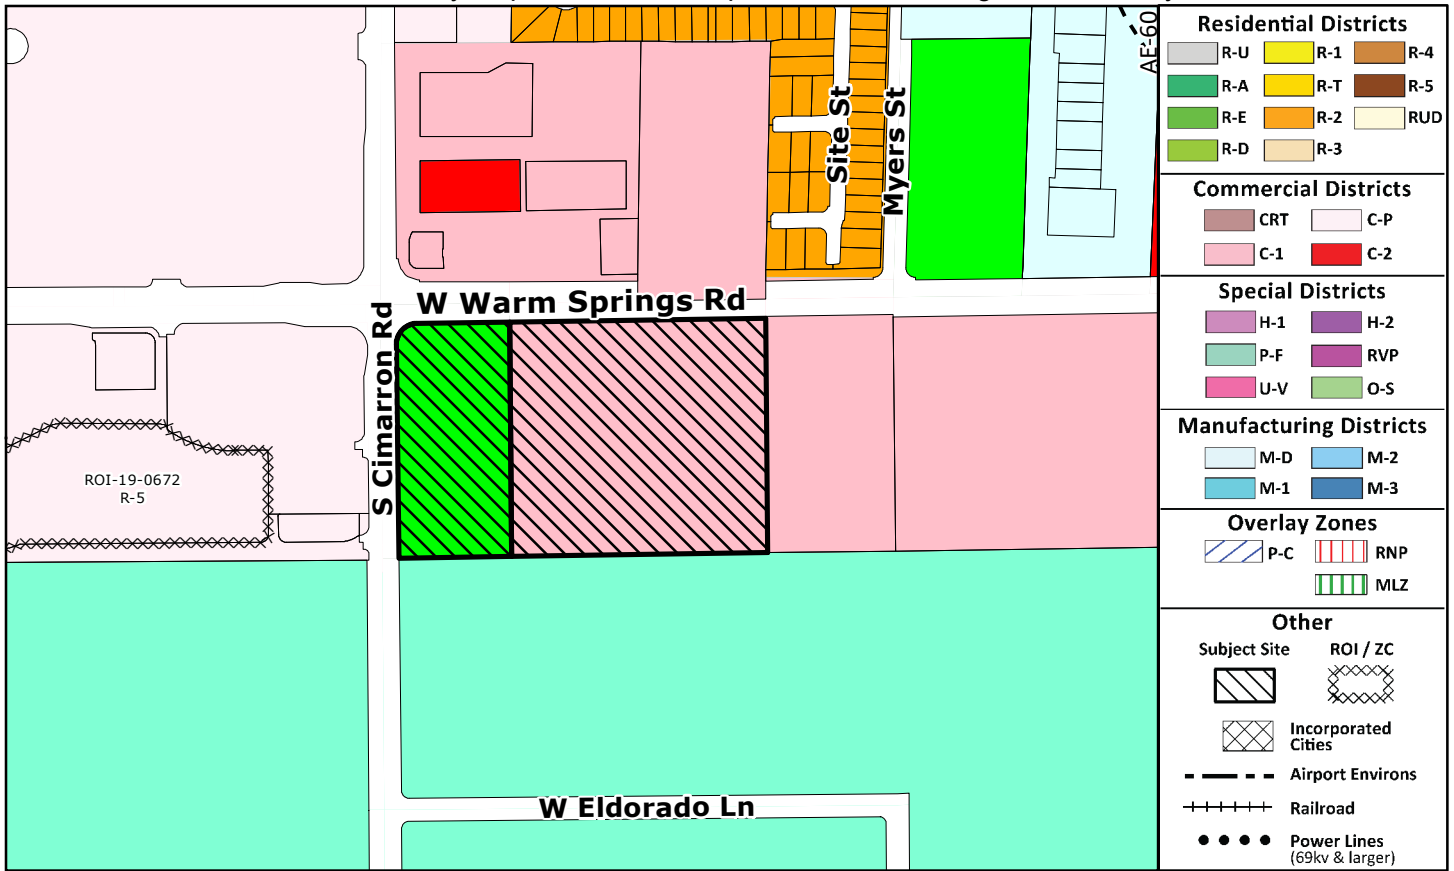 AE-60
Site St
Myers St
W Warm Springs Rd
S Cimarron Rd
ROI-19-0672
R-5
W Eldorado Ln
Residential Districts
R-U R-1 R-4
R-A R-T R-5
R-E R-2 RUD
R-D R-3
Commercial Districts
CRT C-P
C-1 C-2
Special Districts
H-1 H-2
P-F RVP
U-V O-S
Manufacturing Districts
M-D M-2
M-1 M-3
Overlay Zones
P-C RNP
MLZ
Other
Subject Site ROI / ZC
Incorporated
Cities
Airport Environs
Railroad
Power Lines
(69kv & larger)